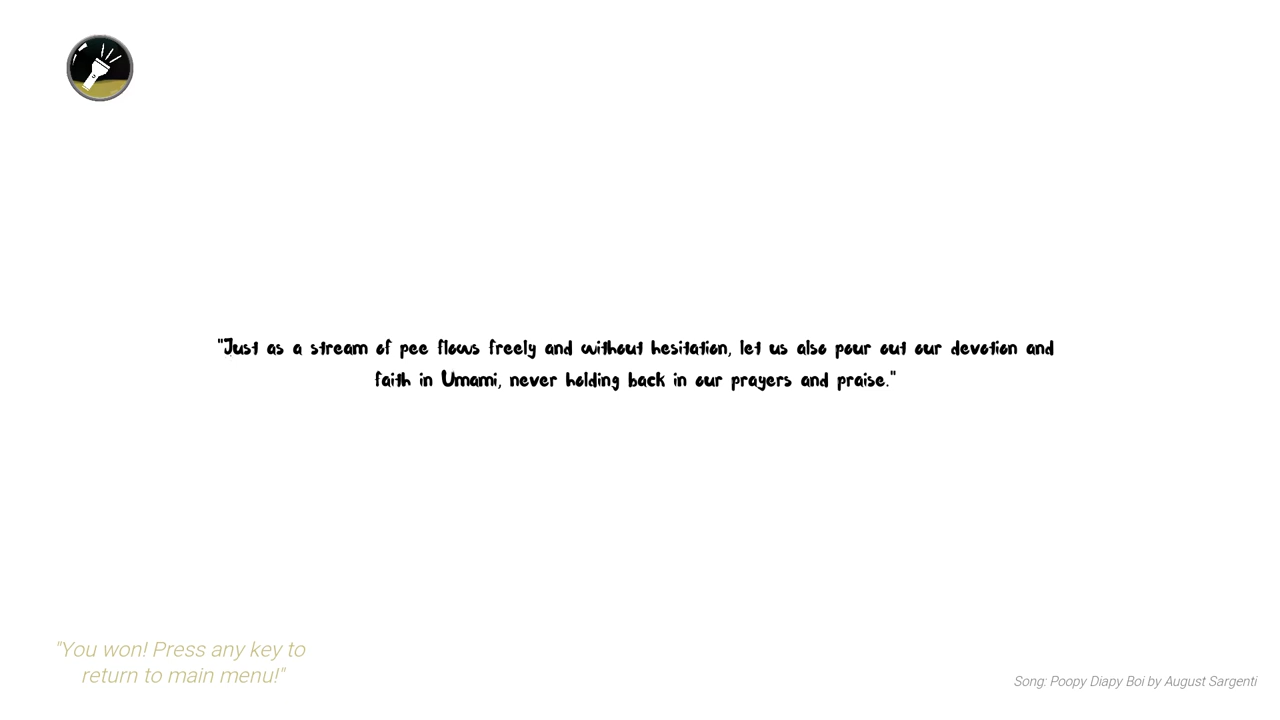 "Just as a stream of pee flows freely and without hesitation, let us also pour out our devotion and
faith in Umami, never holding back in our prayers and praise."
"You won! Press any key to
return to main menu!"
Song: Poopy Diapy Boi by August Sargenti